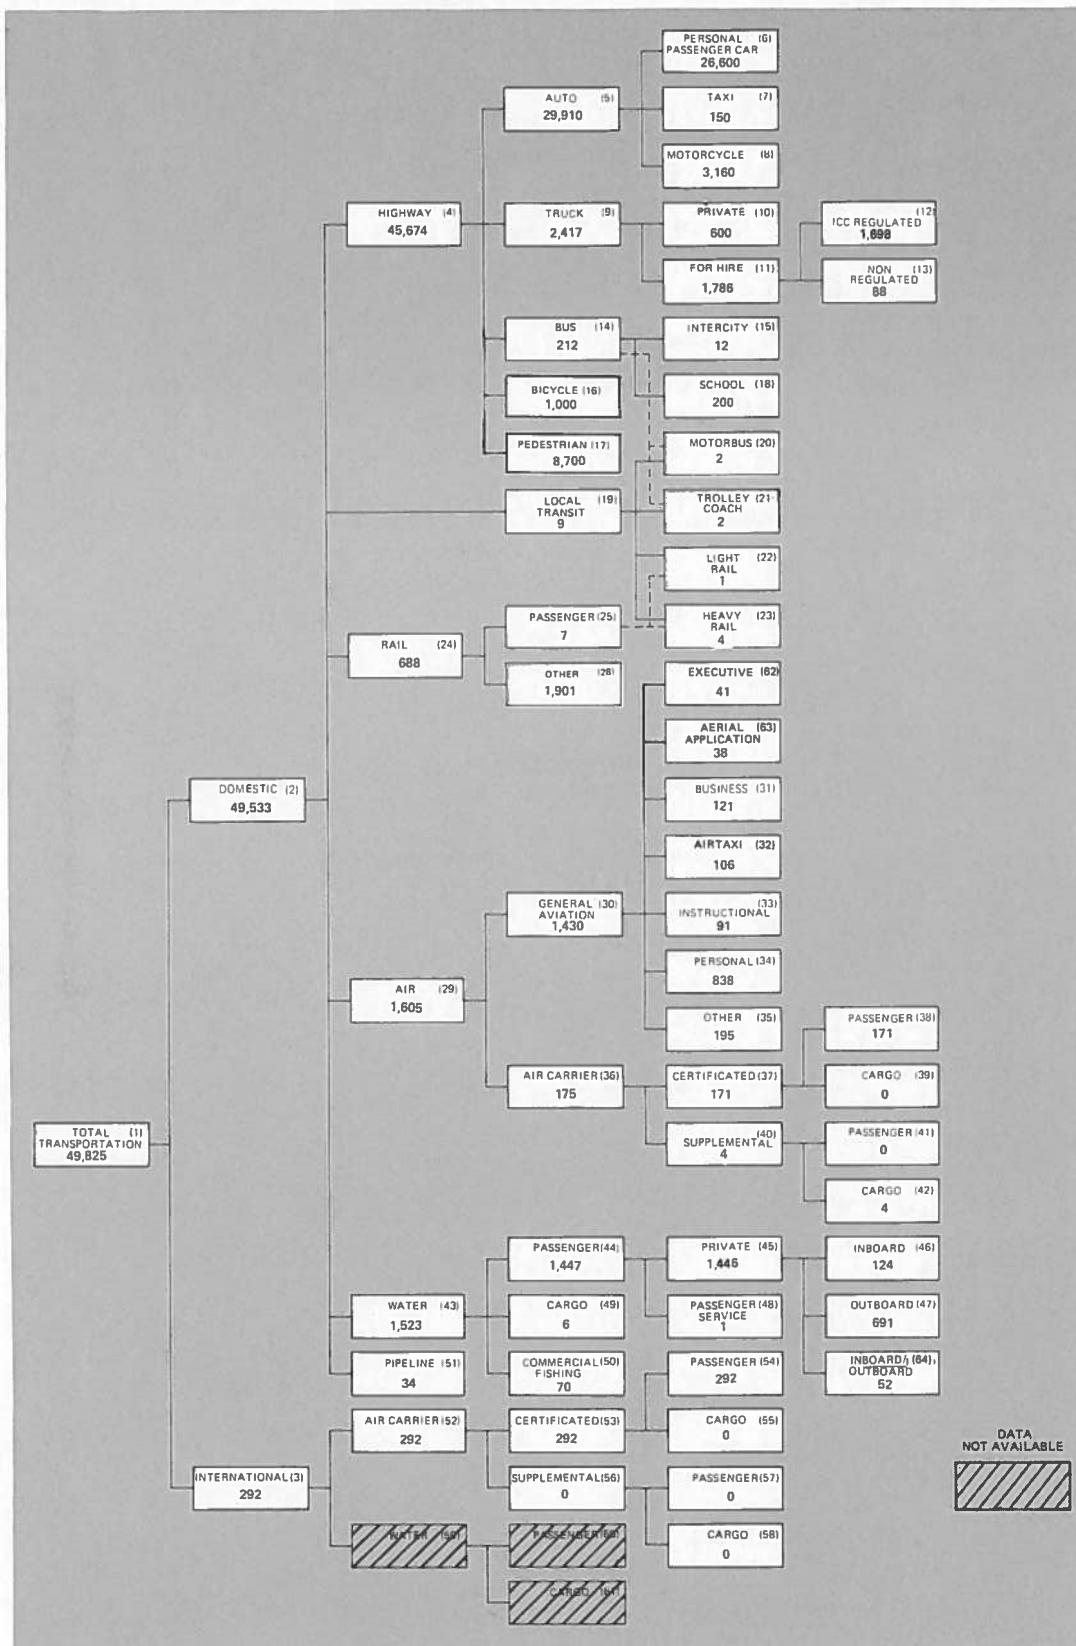 PERSONAL (6)
PASSENGER CAR
26,600
AUTO (5)
29,910
TAXI (7)
150
MOTORCYCLE (8)
3,160
HIGHWAY (4)
45,674
TRUCK (9)
2,417
PRIVATE (10)
600
(12)
ICC REGULATED
1,698
FOR HIRE (11)
1,786
NON (13)
REGULATED
88
BUS (14)
212
INTERCITY (15)
12
BICYCLE (16)
1,000
SCHOOL (18)
200
PEDESTRIAN (17)
8,700
MOTORBUS (20)
2
LOCAL (19)
TRANSIT
9
TROLLEY (21)
COACH
2
LIGHT (22)
RAIL
1
PASSENGER (25)
7
HEAVY (23)
RAIL
4
RAIL (24)
688
OTHER (28)
1,901
EXECUTIVE (62)
41
AERIAL (63)
APPLICATION
38
DOMESTIC (2)
49,533
BUSINESS (31)
121
AIRTAXI (32)
106
GENERAL (30)
AVIATION
1,430
(33)
INSTRUCTIONAL
91
PERSONAL (34)
838
AIR (29)
1,605
OTHER (35)
195
PASSENGER (38)
171
AIR CARRIER (36)
175
CERTIFICATED (37)
171
CARGO (39)
0
TOTAL (1)
TRANSPORTATION
49,825
(40)
SUPPLEMENTAL
4
PASSENGER (41)
0
CARGO (42)
4
PASSENGER (44)
1,447
PRIVATE (45)
1,446
INBOARD (46)
124
WATER (43)
1,523
CARGO (49)
6
PASSENGER (48)
SERVICE
1
OUTBOARD (47)
691
PIPELINE (51)
34
COMMERCIAL (50)
FISHING
70
PASSENGER (54)
292
INBOARD/ (64)
OUTBOARD
52
AIR CARRIER (52)
292
CERTIFICATED (53)
292
CARGO (55)
0
DATA
NOT AVAILABLE
INTERNATIONAL (3)
292
SUPPLEMENTAL (56)
0
PASSENGER (57)
0
WATER
PASSENGER
CARGO (58)
0
CARGO